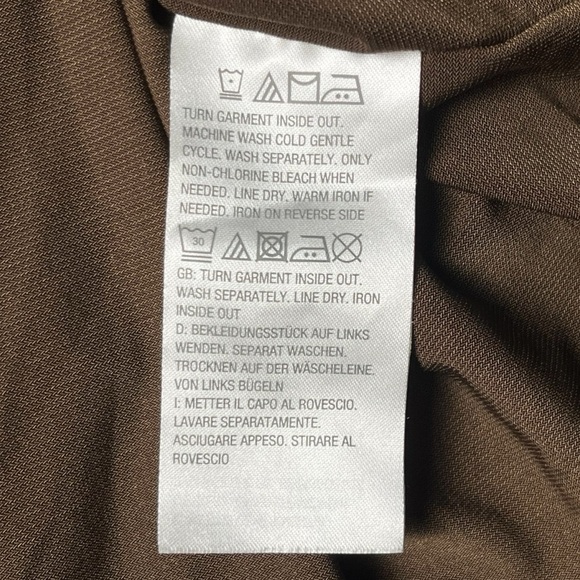 TURN GARMENT INSIDE OUT.
MACHINE WASH COLD GENTLE
CYCLE. WASH SEPARATELY. ONLY
NON-CHLORINE BLEACH WHEN
NEEDED. LINE DRY. WARM IRON IF
NEEDED. IRON ON REVERSE SIDE
30
GB: TURN GARMENT INSIDE OUT.
WASH SEPARATELY. LINE DRY. IRON
INSIDE OUT
D: BEKLEIDUNGSSTÜCK AUF LINKS
WENDEN. SEPARAT WASCHEN.
TROCKNEN AUF DER WÄSCHELEINE.
VON LINKS BÜGELN
I: METTER IL CAPO AL ROVESCIO.
LAVARE SEPARATAMENTE.
ASCIUGARE APPESO. STIRARE AL
ROVESCIO